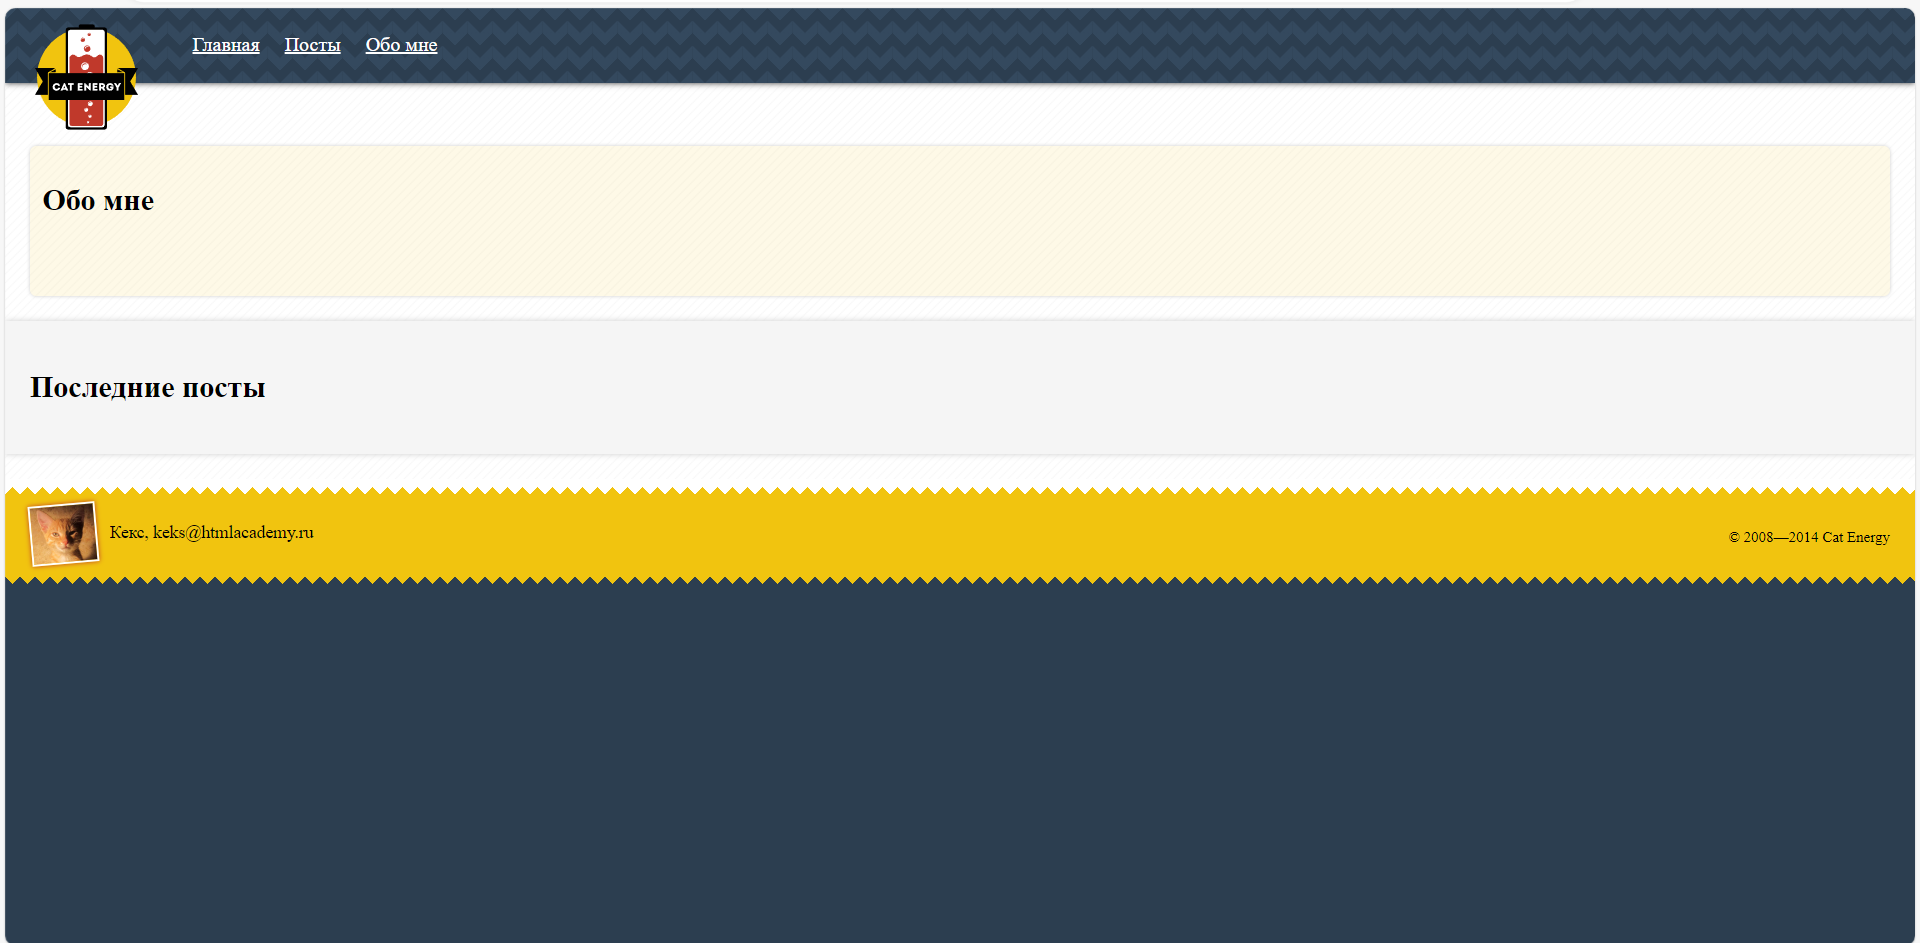 CAT ENERGY
Главная Посты Обо мне
Обо мне
Последние посты
Кекс, keks@htmlacademy.ru
© 2008—2014 Cat Energy